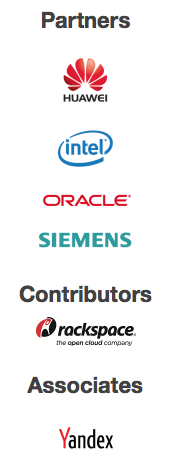 Partners
HUAWEI
intel
ORACLE®
SIEMENS
Contributors
rackspace®
the open cloud company
Associates
Yandex